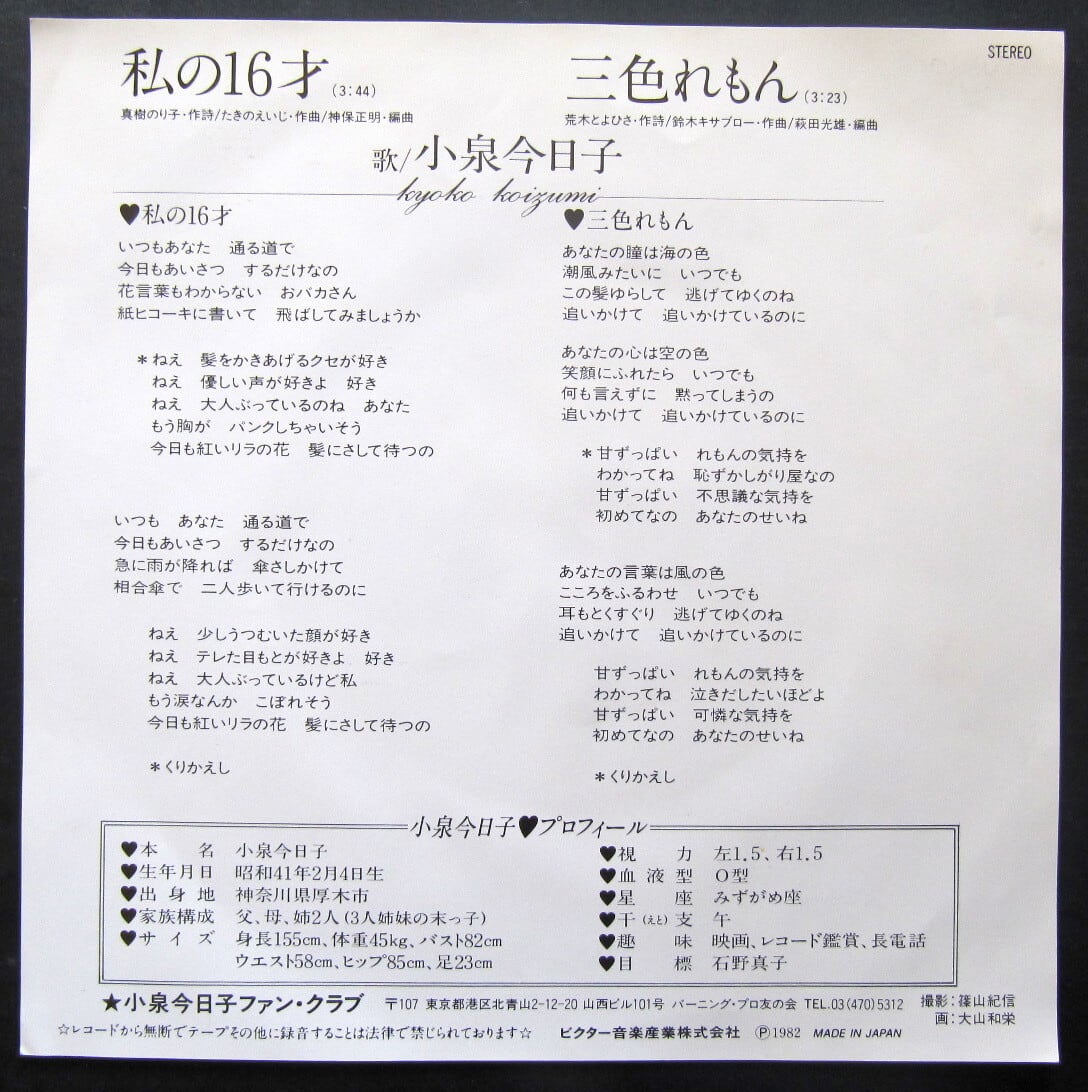 STEREO
私の16才(3:44)
真樹のり子・作詩/たきのえいじ・作曲/神保正明・編曲
三色れもん(3:23)
荒木とよひさ・作詩/鈴木キサブロー・作曲/萩田光雄・編曲
歌/小泉今日子
kyoko koizumi
♥私の16才
いつもあなた　通る道で
今日もあいさつ　するだけなの
花言葉もわからない　おバカさん
紙ヒコーキに書いて　飛ばしてみましょうか
＊ねえ　髪をかきあげるクセが好き
ねえ　優しい声が好きよ　好き
ねえ　大人ぶっているのね　あなた
もう胸が　パンクしちゃいそう
今日も紅いリラの花　髪にさして待つの
いつも　あなた　通る道で
今日もあいさつ　するだけなの
急に雨が降れば　傘さしかけて
相合傘で　二人歩いて行けるのに
ねえ　少しうつむいた顔が好き
ねえ　テレた目もとが好きよ　好き
ねえ　大人ぶっているけど私
もう涙なんか　こぼれそう
今日も紅いリラの花　髪にさして待つの
＊くりかえし
♥三色れもん
あなたの瞳は海の色
潮風みたいに　いつでも
この髪ゆらして　逃げてゆくのね
追いかけて　追いかけているのに
あなたの心は空の色
笑顔にふれたら　いつでも
何も言えずに　黙ってしまうの
追いかけて　追いかけているのに
＊甘ずっぱい　れもんの気持を
わかってね　恥ずかしがり屋なの
甘ずっぱい　不思議な気持を
初めてなの　あなたのせいね
あなたの言葉は風の色
こころをふるわせ　いつでも
耳もとくすぐり　逃げてゆくのね
追いかけて　追いかけているのに
甘ずっぱい　れもんの気持を
わかってね　泣きだしたいほどよ
甘ずっぱい　可憐な気持を
初めてなの　あなたのせいね
＊くりかえし
小泉今日子♥プロフィール
♥本名　小泉今日子
♥生年月日　昭和41年2月4日生
♥出身地　神奈川県厚木市
♥家族構成　父、母、姉2人(3人姉妹の末っ子)
♥サイズ　身長155cm、体重45kg、バスト82cm
ウエスト58cm、ヒップ85cm、足23cm
♥視力　左1.5、右1.5
♥血液型　O型
♥星座　みずがめ座
♥干(えと)支　午
♥趣味　映画、レコード鑑賞、長電話
♥目標　石野真子
★小泉今日子ファン・クラブ　〒107 東京都港区北青山2-12-20 山西ビル101号 バーニング・プロ友の会 TEL.03(470)5312
撮影：篠山紀信
画：大山和栄
☆レコードから無断でテープその他に録音することは法律で禁じられております☆　ビクター音楽産業株式会社　Ⓟ1982　MADE IN JAPAN